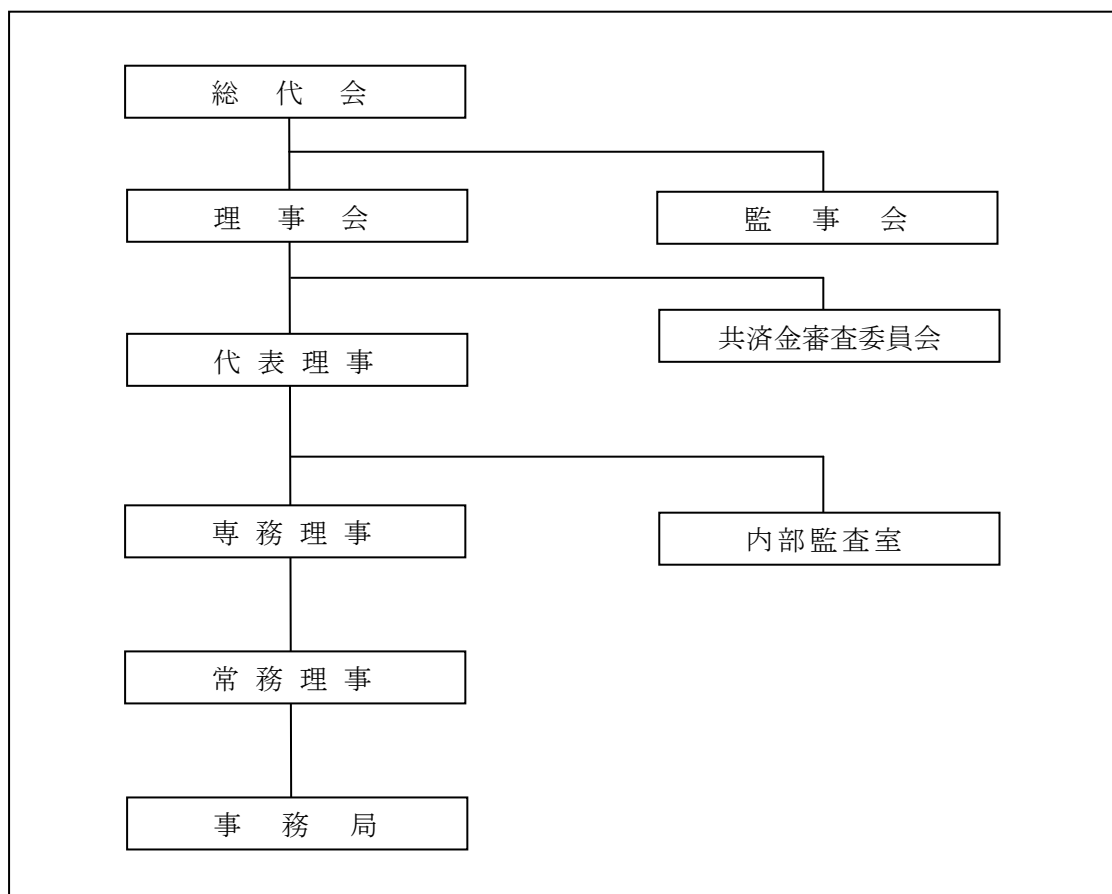 総代会
理事会
監事会
共済金審査委員会
代表理事
専務理事
内部監査室
常務理事
事務局